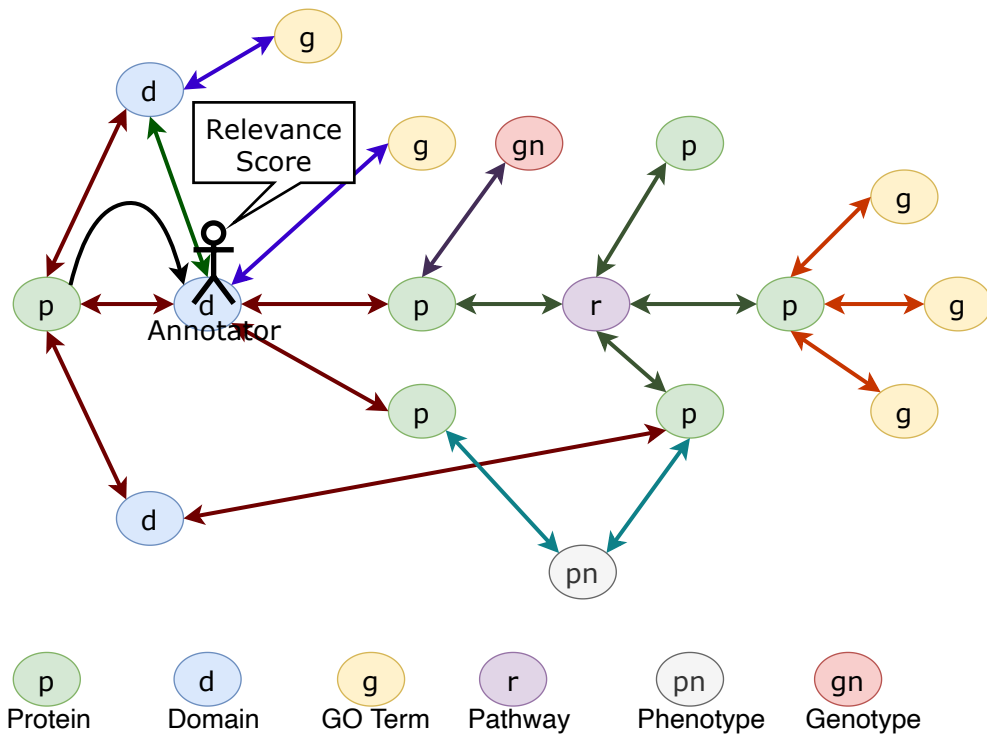 g
d
Relevance
Score
g
gn
p
g
p
d
Annotator
p
r
p
g
p
p
g
d
pn
p
d
g
r
pn
gn
Protein
Domain
GO Term
Pathway
Phenotype
Genotype